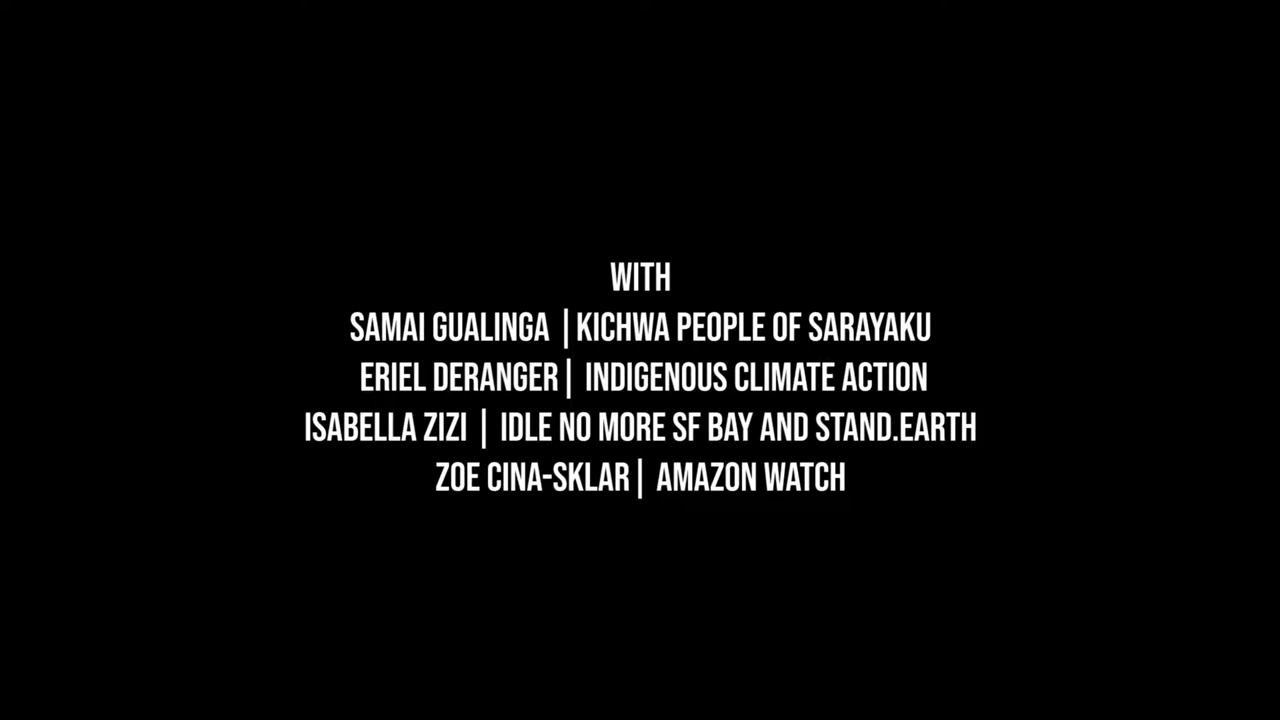 WITH
SAMAI GUALINGA |KICHWA PEOPLE OF SARAYAKU
ERIEL DERANGER| INDIGENOUS CLIMATE ACTION
ISABELLA ZIZI | IDLE NO MORE SF BAY AND STAND.EARTH
ZOE CINA-SKLAR| AMAZON WATCH